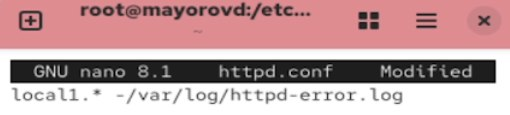 root@mayorovd:/etc...
~
GNU nano 8.1 httpd.conf Modified
local1.* -/var/log/httpd-error.log